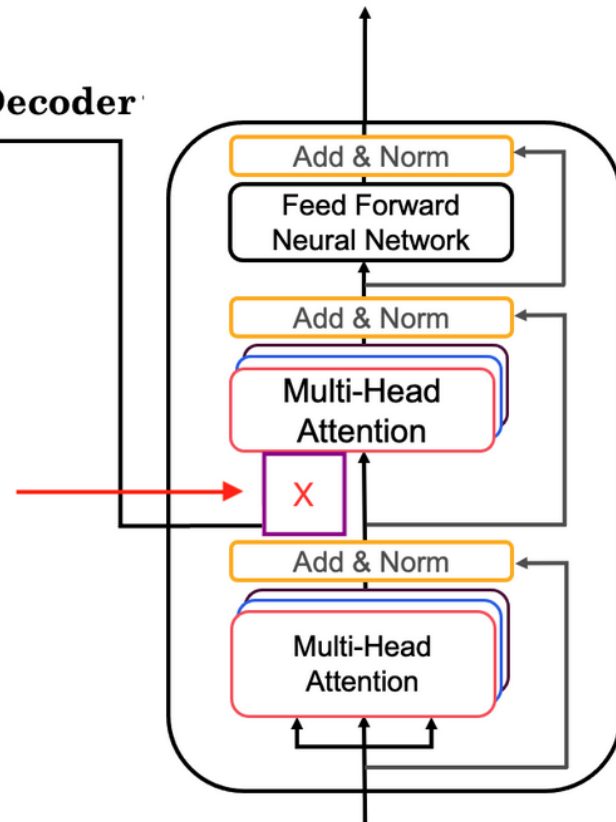 Decoder
Add & Norm
Feed Forward
Neural Network
Add & Norm
Multi-Head
Attention
X
Add & Norm
Multi-Head
Attention